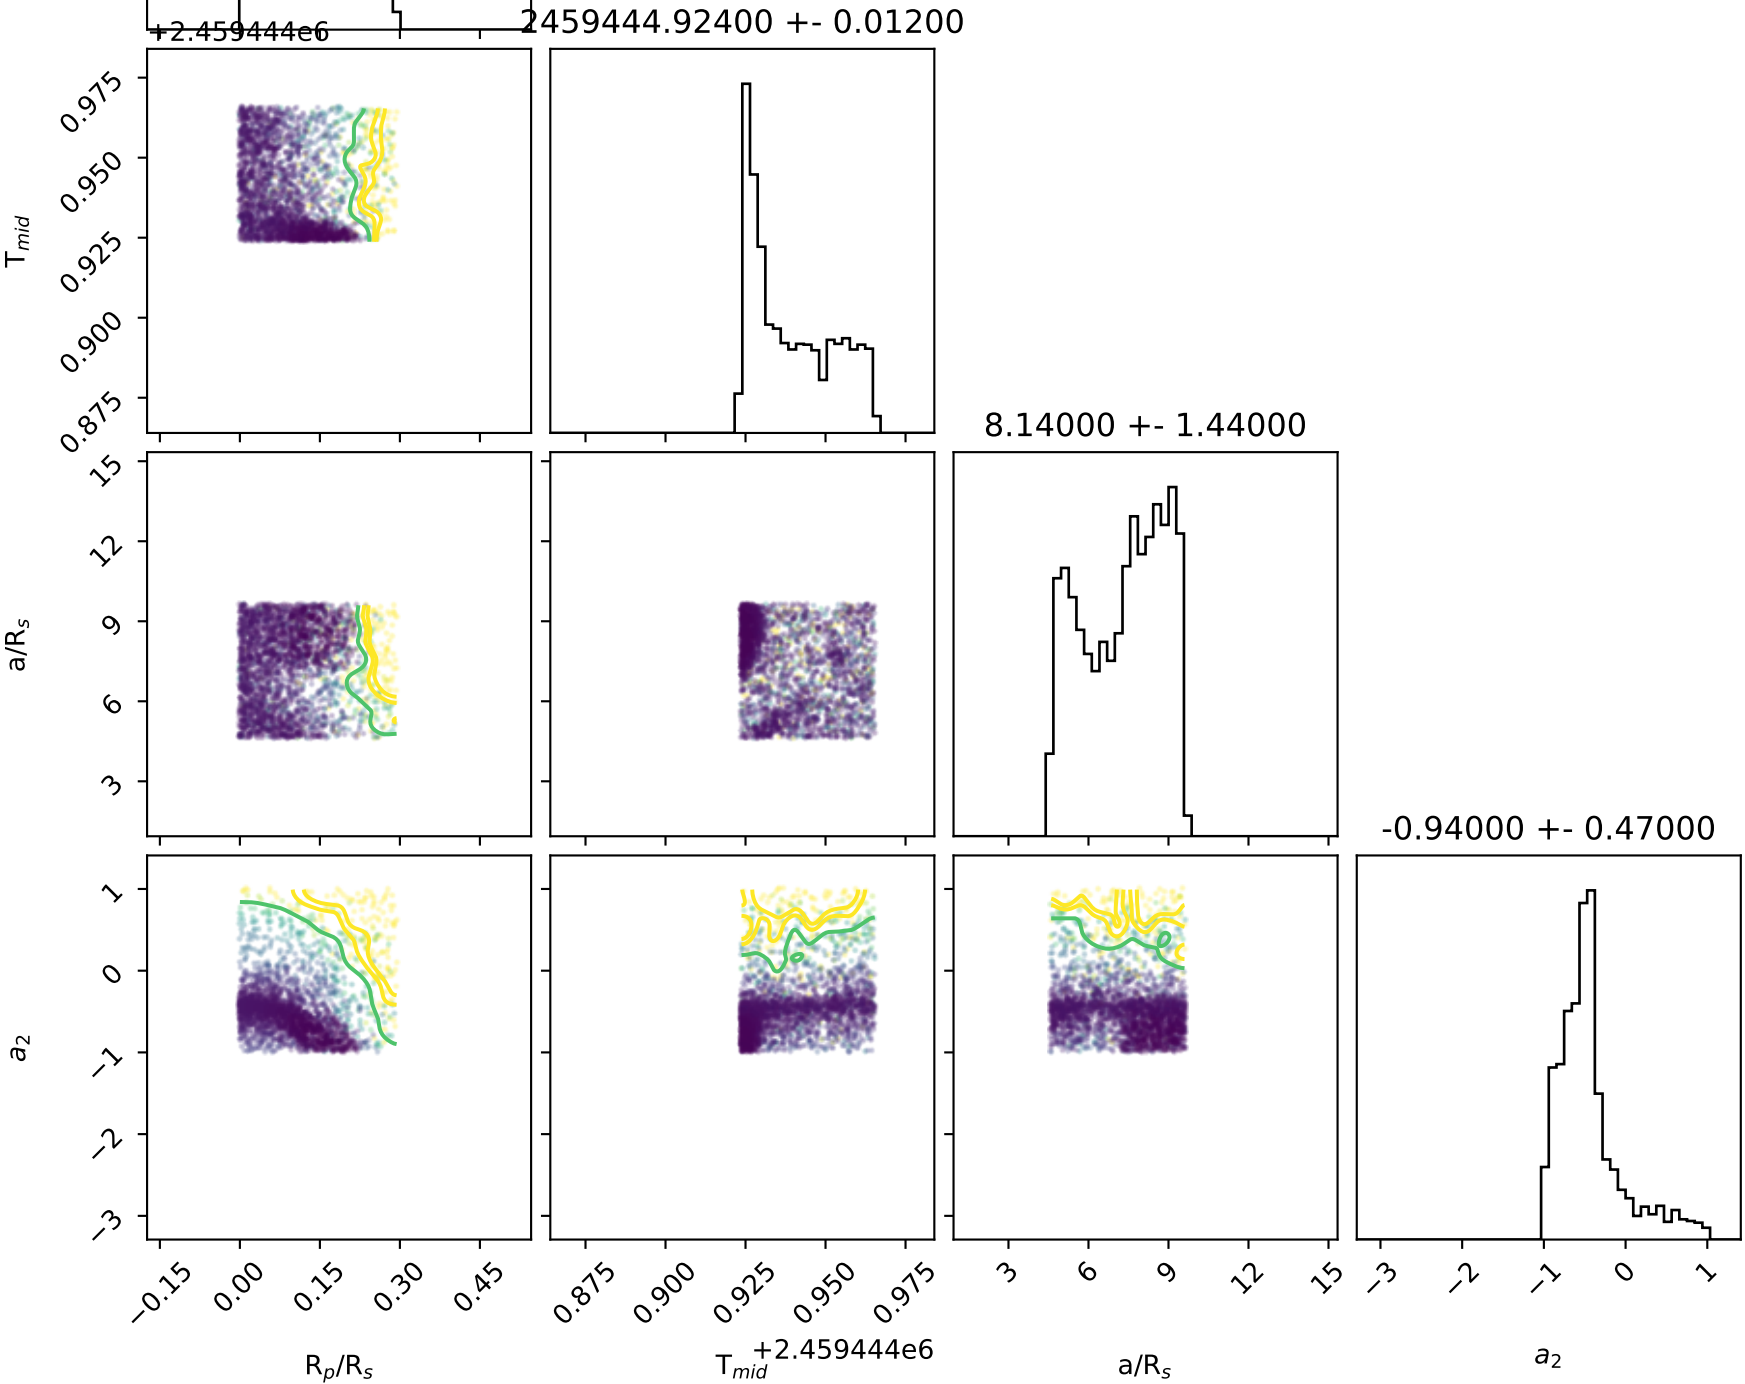 +2.459444e6
2459444.92400 +- 0.01200
0.975
0.950
0.925
0.900
0.875
T_mid
8.14000 +- 1.44000
15
12
9
6
3
a/R_s
-0.94000 +- 0.47000
1
0
−1
−2
−3
a_2
−0.15 0.00 0.15 0.30 0.45
0.875 0.900 0.925 0.950 0.975
3 6 9 12 15
−3 −2 −1 0 1
+2.459444e6
R_p/R_s
T_mid
a/R_s
a_2